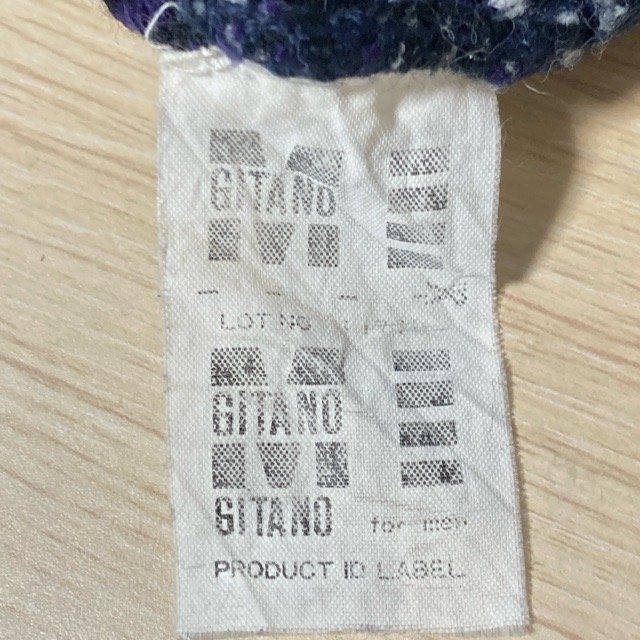 GITANO
LOT NO
GITANO
GITANO for men
PRODUCT ID LABEL